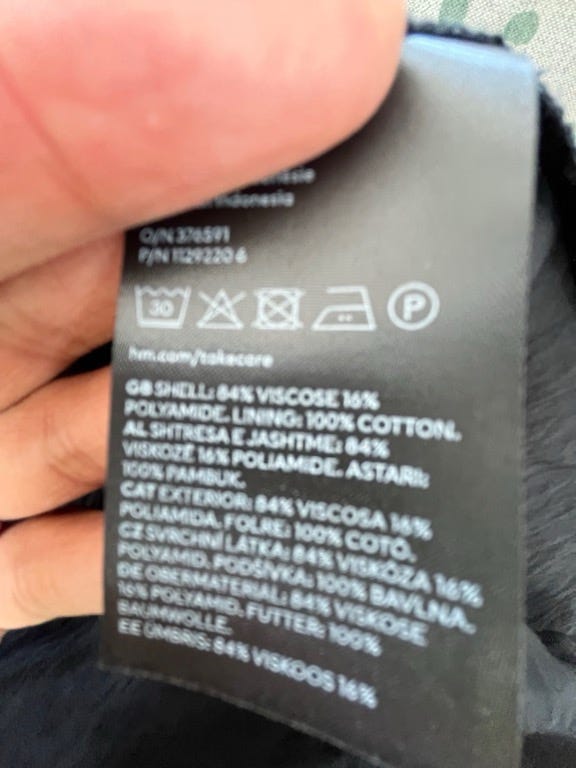 Indonesia
O/N 376591
P/N 1129220 6
30
P
hm.com/takecare
GB SHELL: 84% VISCOSE 16%
POLYAMIDE. LINING: 100% COTTON.
AL SHTRESA E JASHTME: 84%
VISKOZË 16% POLIAMIDE. ASTARI:
100% PAMBUK.
CAT EXTERIOR: 84% VISCOSA 16%
POLIAMIDA. FOLRE: 100% COTÓ.
CZ SVRCHNÍ LÁTKA: 84% VISKÓZA 16%
POLYAMID. PODŠÍVKA: 100% BAVLNA.
DE OBERMATERIAL: 84% VISKOSE
16% POLYAMID. FUTTER: 100%
BAUMWOLLE.
EE ÜMBRIS: 84% VISKOOS 16%